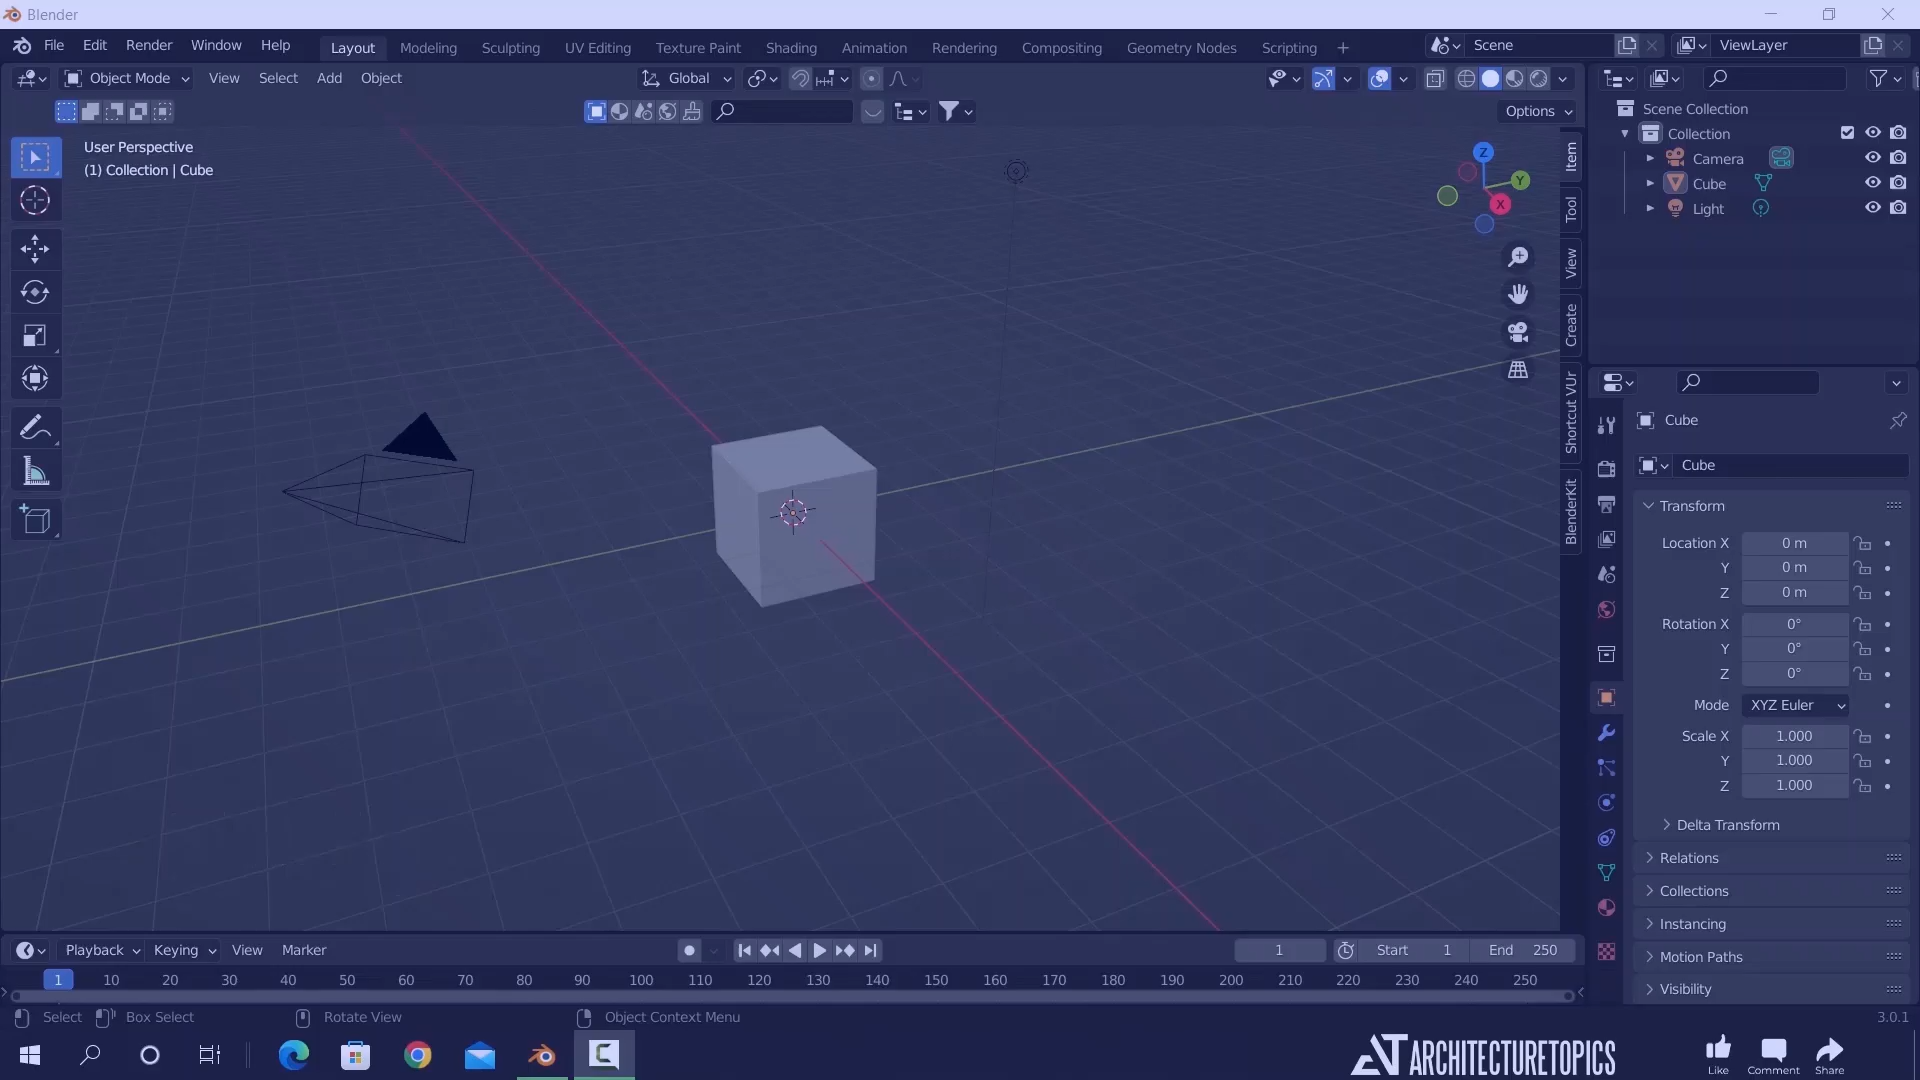 Blender
File Edit Render Window Help Layout Modeling Sculpting UV Editing Texture Paint Shading Animation Rendering Compositing Geometry Nodes Scripting + Scene ViewLayer
Object Mode View Select Add Object Global
Options
User Perspective
(1) Collection | Cube
Z
Y
X
Item
Tool
View
Create
Shortcut VUr
BlenderKit
Scene Collection
Collection
Camera
Cube
Light
Cube
Cube
Transform
Location X 0 m
Y 0 m
Z 0 m
Rotation X 0°
Y 0°
Z 0°
Mode XYZ Euler
Scale X 1.000
Y 1.000
Z 1.000
Delta Transform
Relations
Collections
Instancing
Motion Paths
Visibility
Playback Keying View Marker 1 Start 1 End 250
1 10 20 30 40 50 60 70 80 90 100 110 120 130 140 150 160 170 180 190 200 210 220 230 240 250
Select Box Select Rotate View Object Context Menu 3.0.1
AT ARCHITECTURETOPICS
Like Comment Share